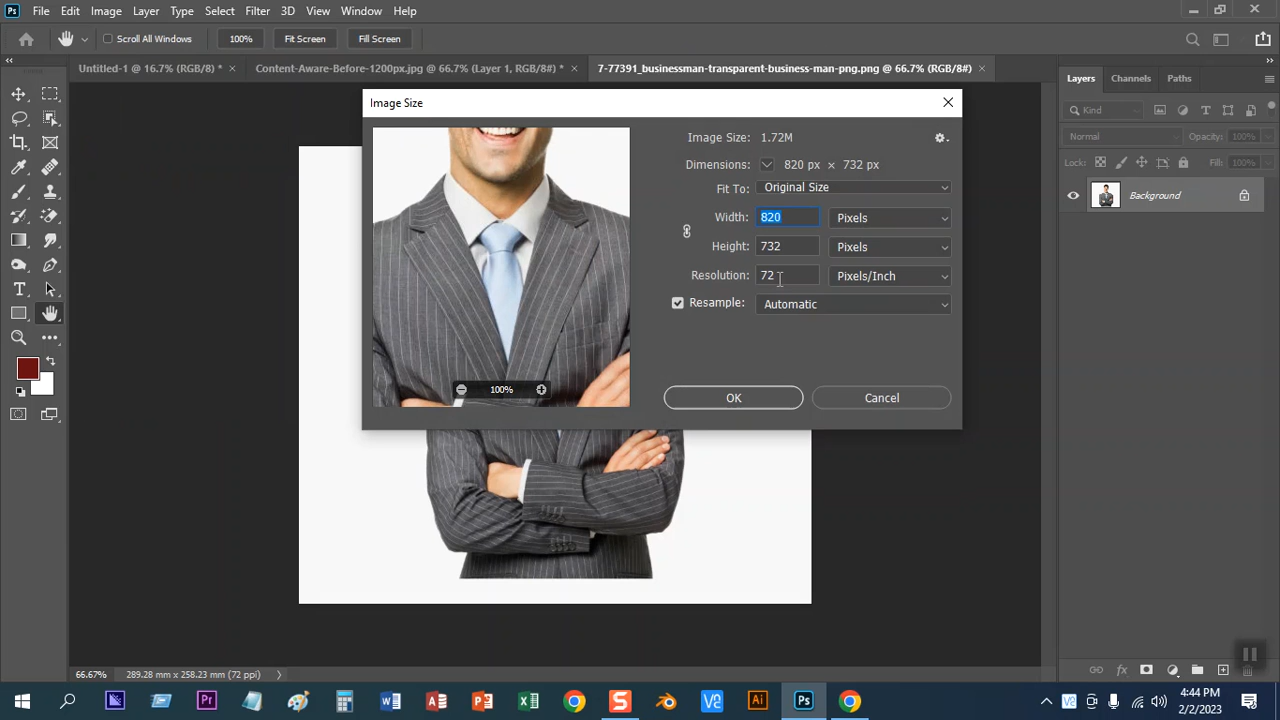 Ps File Edit Image Layer Type Select Filter 3D View Window Help
Scroll All Windows 100% Fit Screen Fill Screen
Untitled-1 @ 16.7% (RGB/8) * × Content-Aware-Before-1200px.jpg @ 66.7% (Layer 1, RGB/8#) * × 7-77391_businessman-transparent-business-man-png.png @ 66.7% (RGB/8#) ×
Layers Channels Paths
Image Size
Kind
Normal Opacity: 100%
Lock: Fill: 100%
Background
Image Size: 1.72M
Dimensions: 820 px × 732 px
Fit To: Original Size
Width: 820 Pixels
Height: 732 Pixels
Resolution: 72 Pixels/Inch
Resample: Automatic
100%
OK Cancel
66.67% 289.28 mm x 258.23 mm (72 ppi)
Pr Ai Ps
4:44 PM
2/2/2023